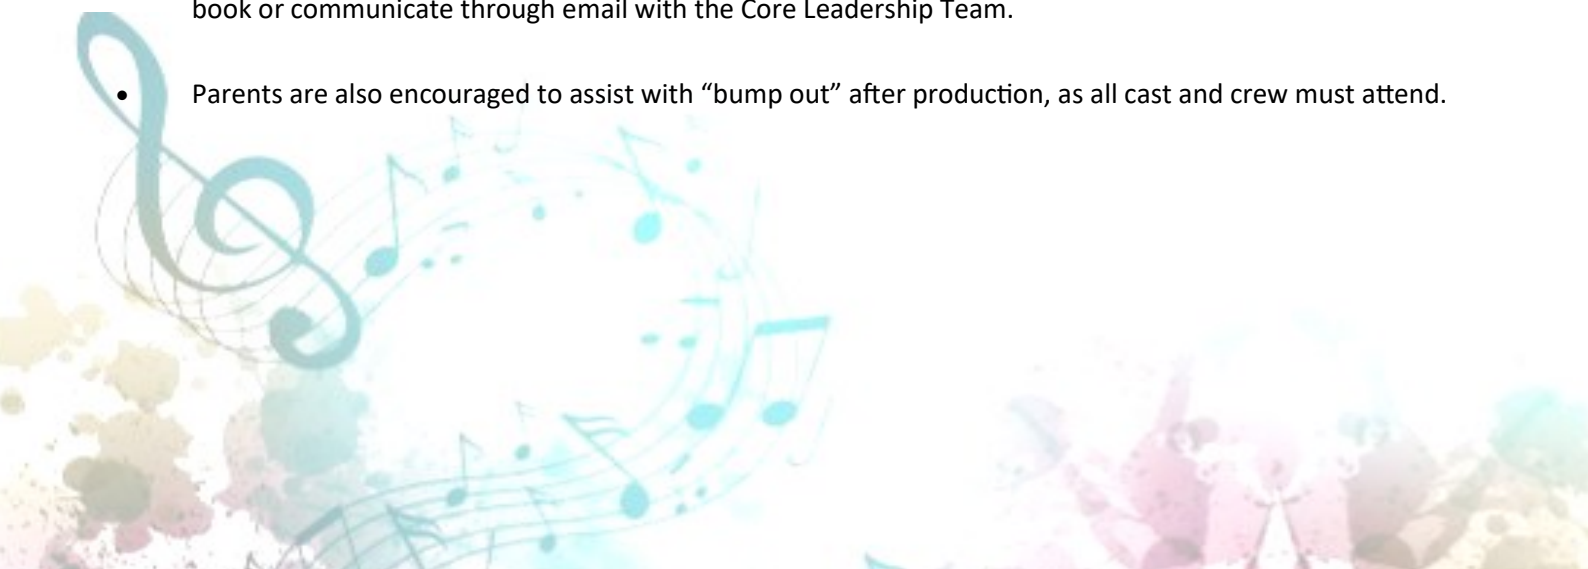 book or communicate through email with the Core Leadership Team.
• Parents are also encouraged to assist with “bump out” after production, as all cast and crew must attend.